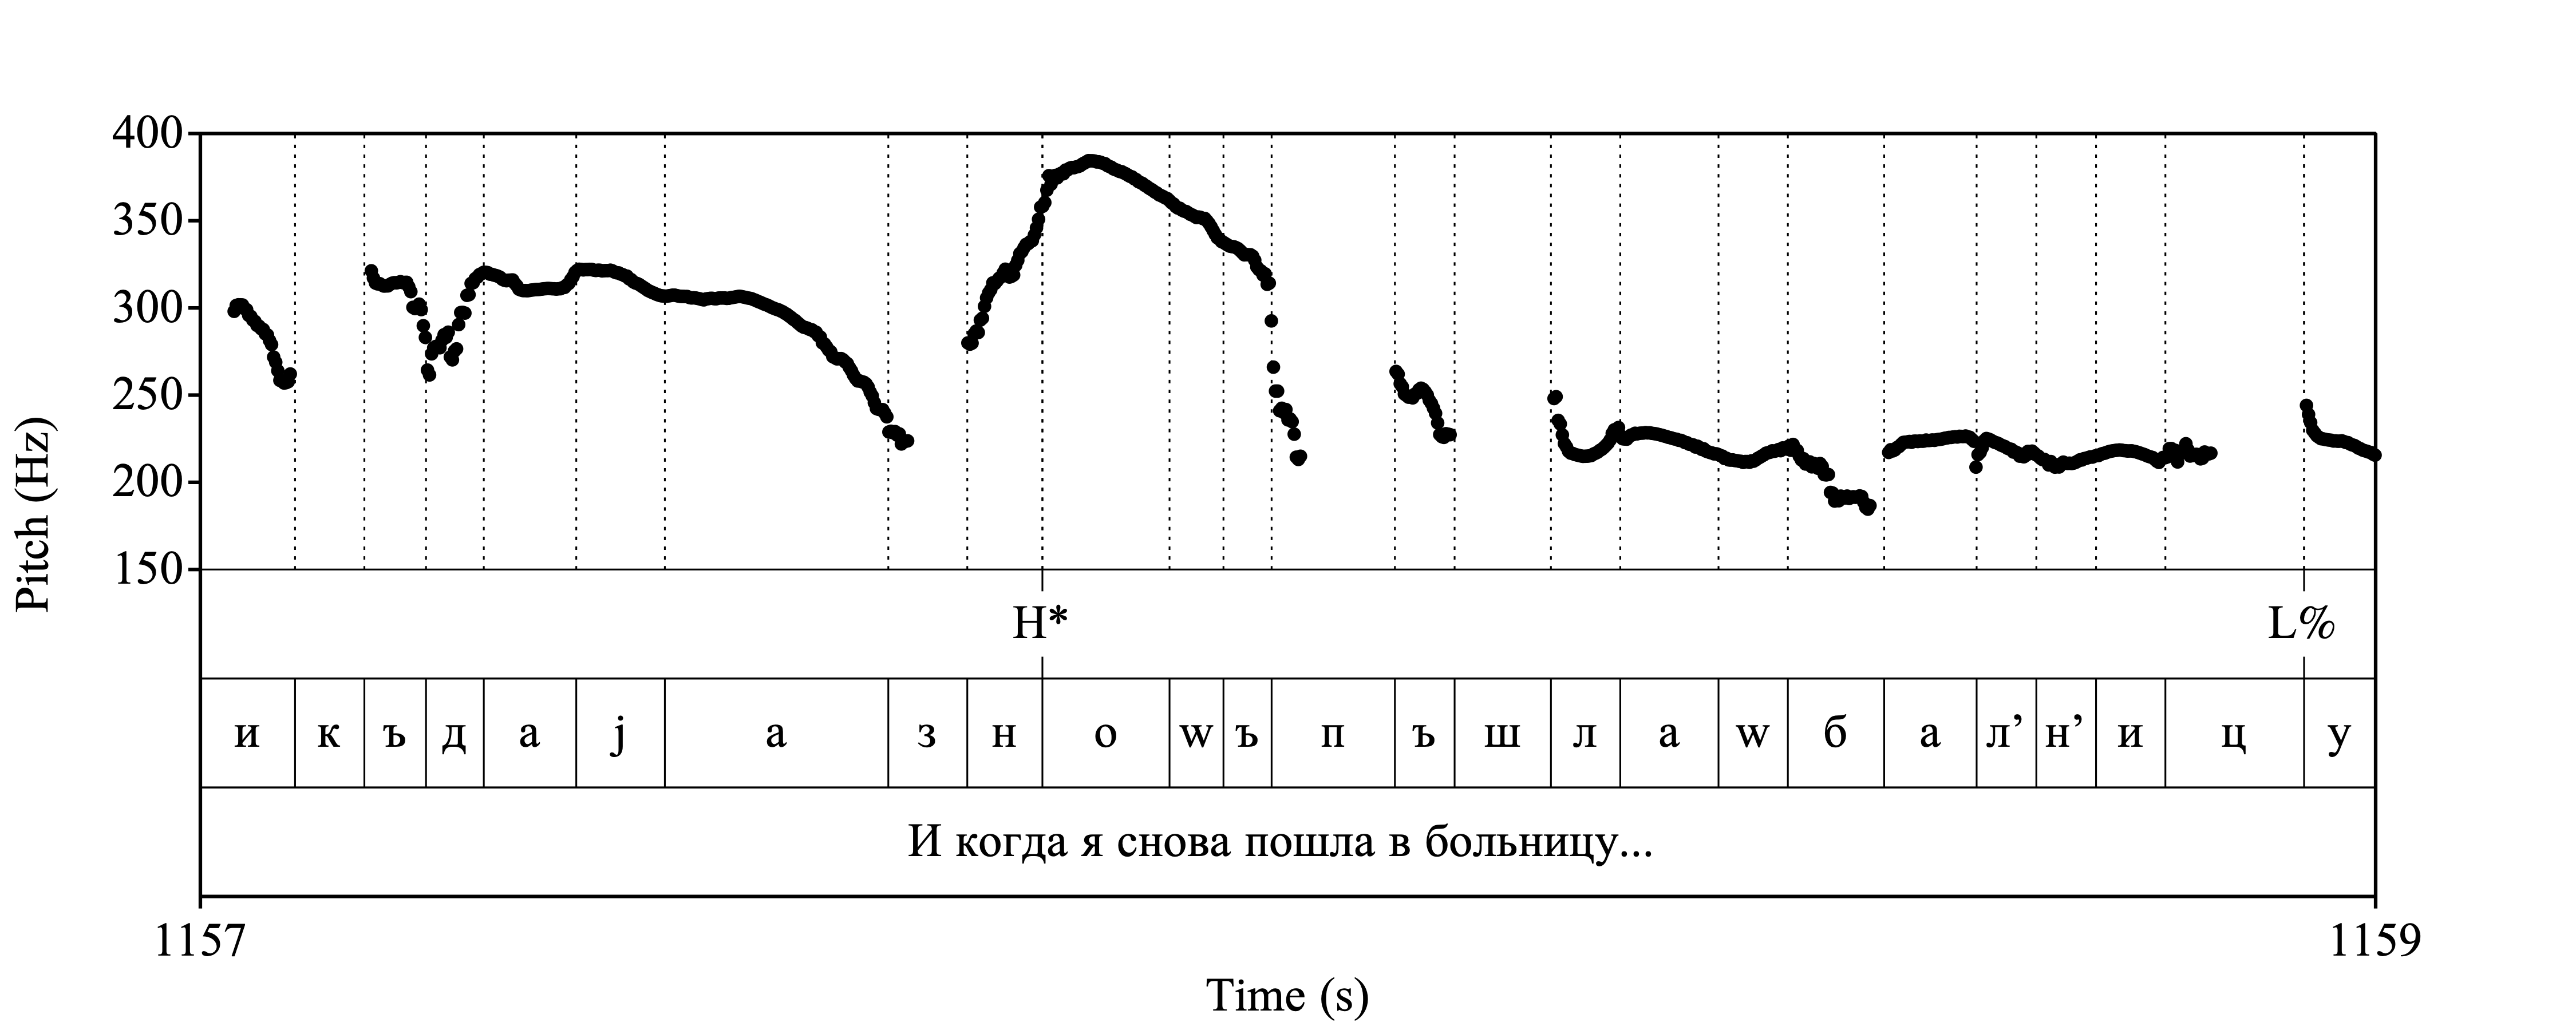 400
350
300
250
200
150
Pitch (Hz)
H* L%
и к ъ д а j а з н о w ъ п ъ ш л а w б а л’ н’ и ц у
И когда я снова пошла в больницу...
1157 1159
Time (s)